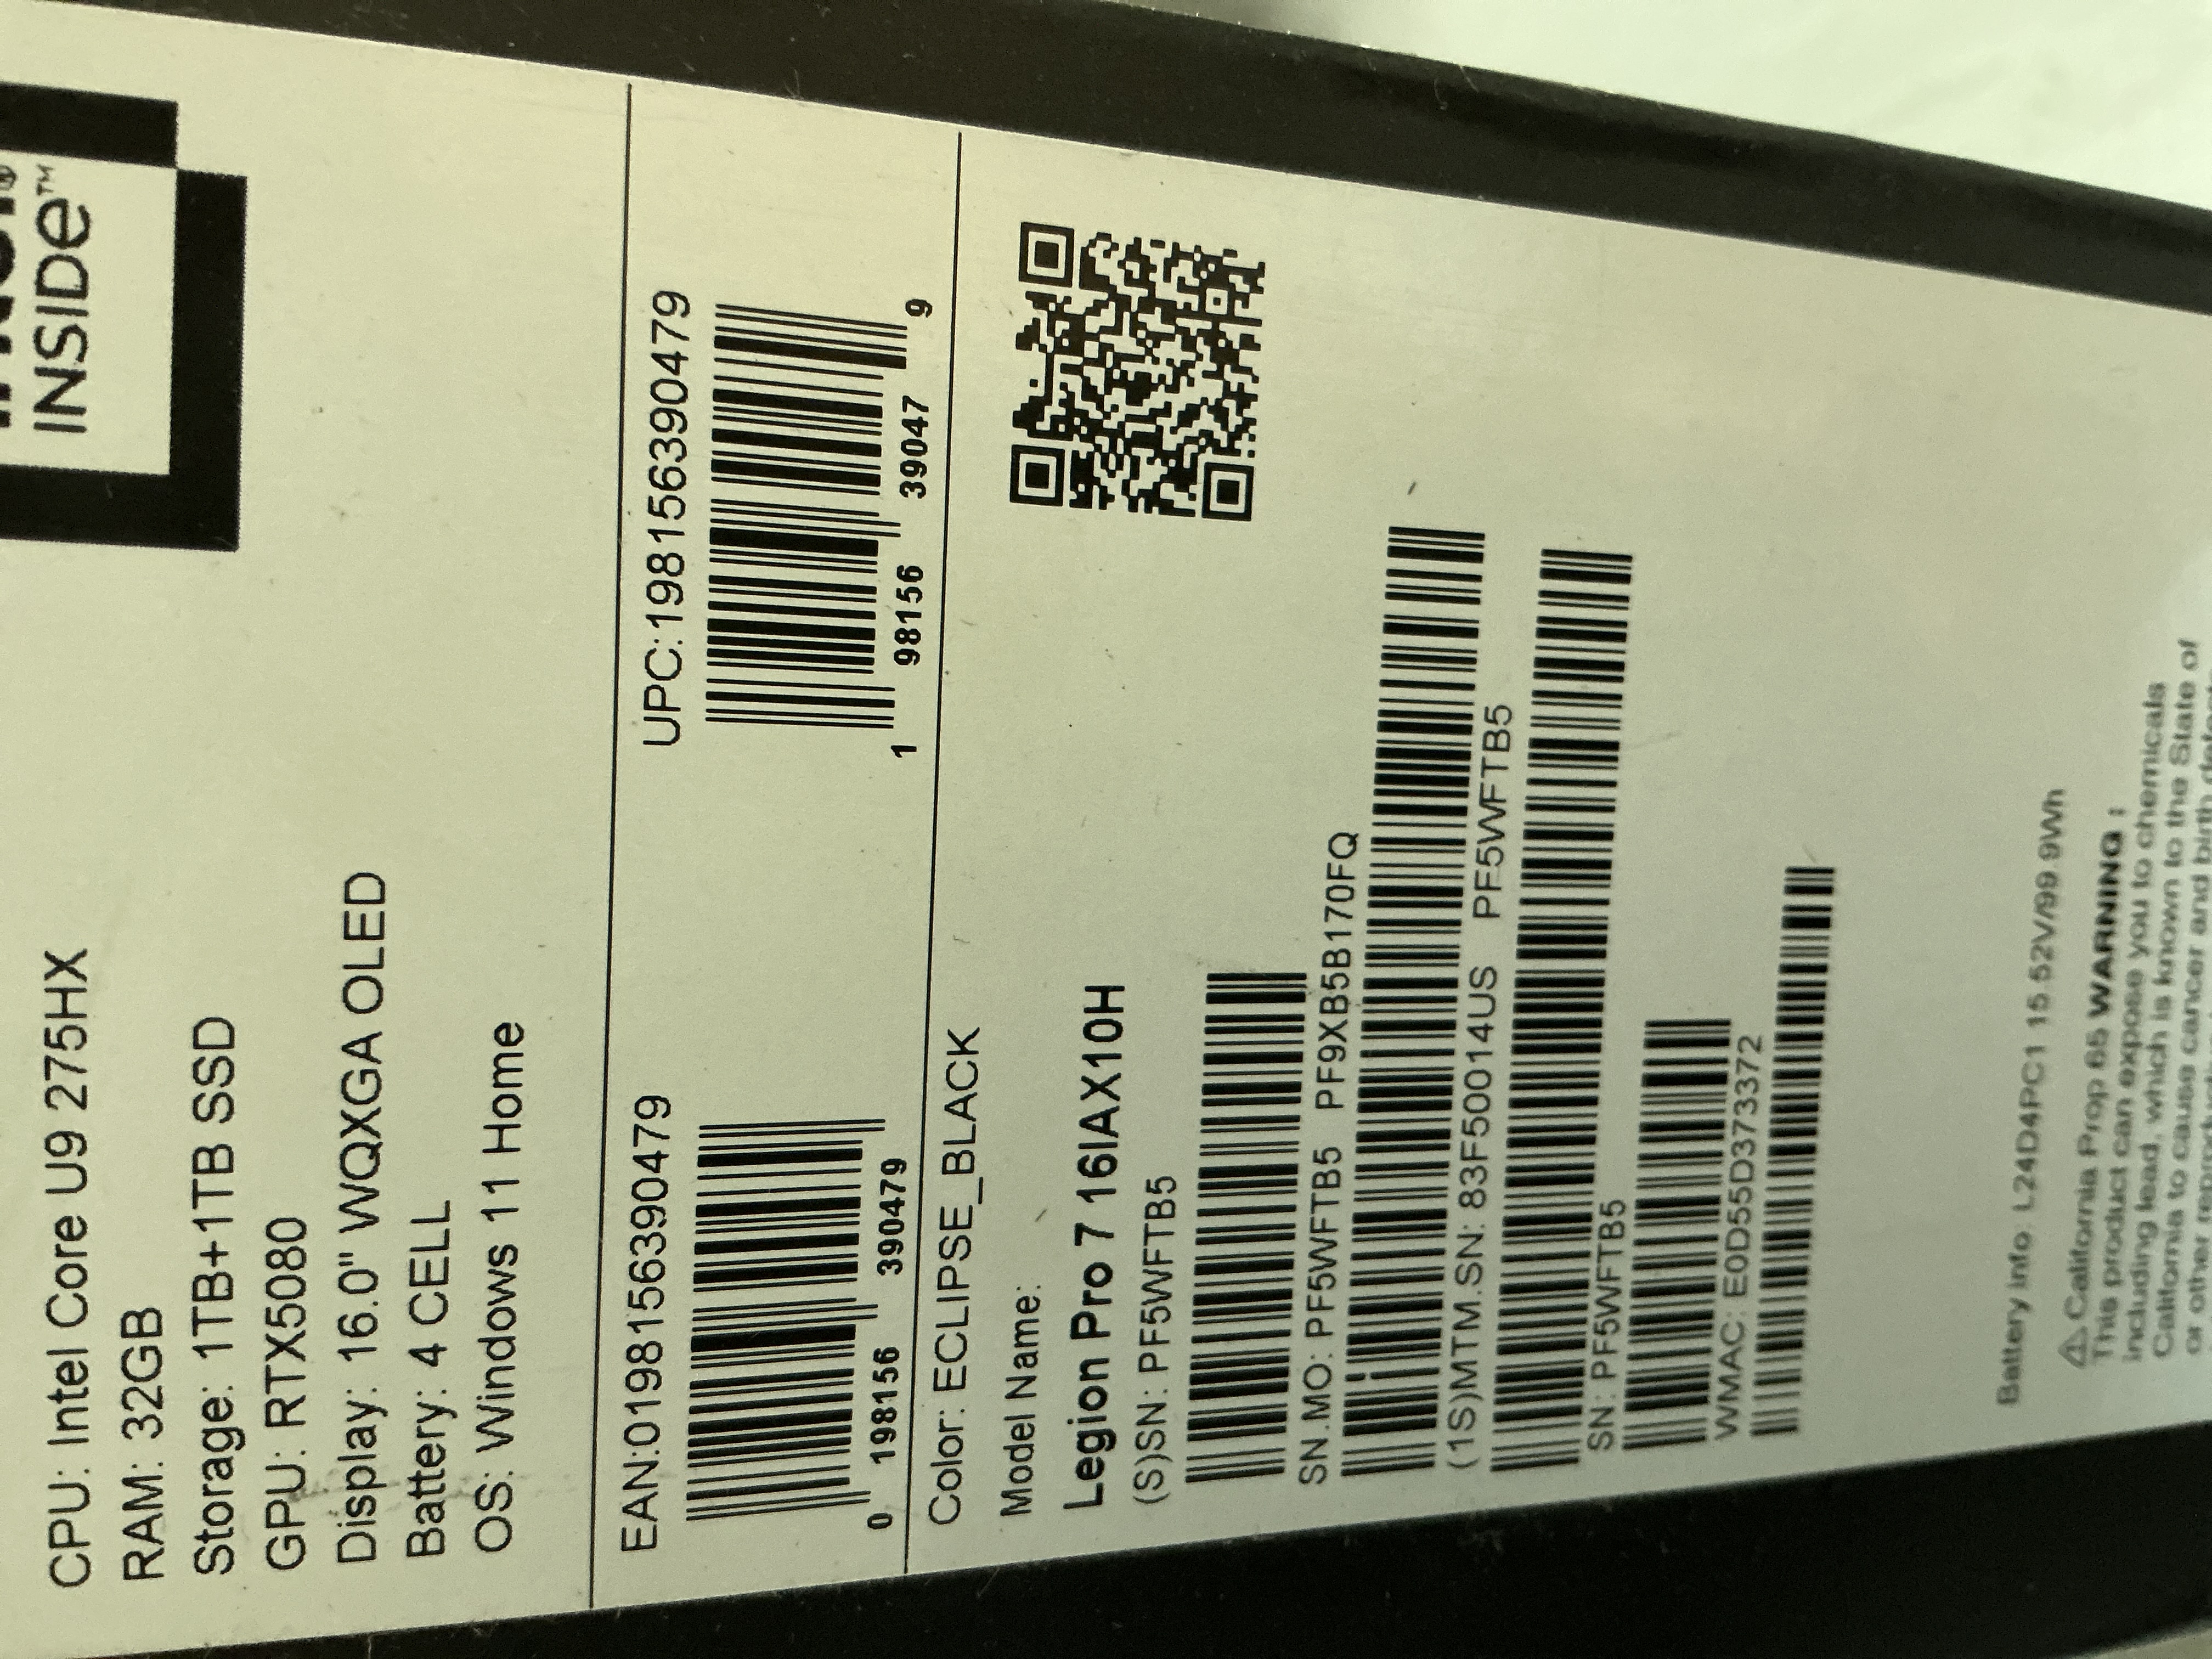 INSIDe™
CPU: Intel Core U9 275HX
RAM: 32GB
Storage: 1TB+1TB SSD
GPU: RTX5080
Display: 16.0" WQXGA OLED
Battery: 4 CELL
OS: Windows 11 Home
EAN:0198156390479
0 198156 390479
UPC:198156390479
1 98156 39047 9
Color: ECLIPSE_BLACK
Model Name:
Legion Pro 7 16IAX10H
(S)SN: PF5WFTB5
SN.MO: PF5WFTB5 PF9XB5B170FQ
(1S)MTM.SN: 83F50014US PF5WFTB5
SN: PF5WFTB5
WMAC: E0D55D373372
Battery info: L24D4PC1 15.52V/99.9Wh
⚠ California Prop 65 WARNING :
This product can expose you to chemicals
including lead, which is known to the State of
California to cause cancer and birth
or other